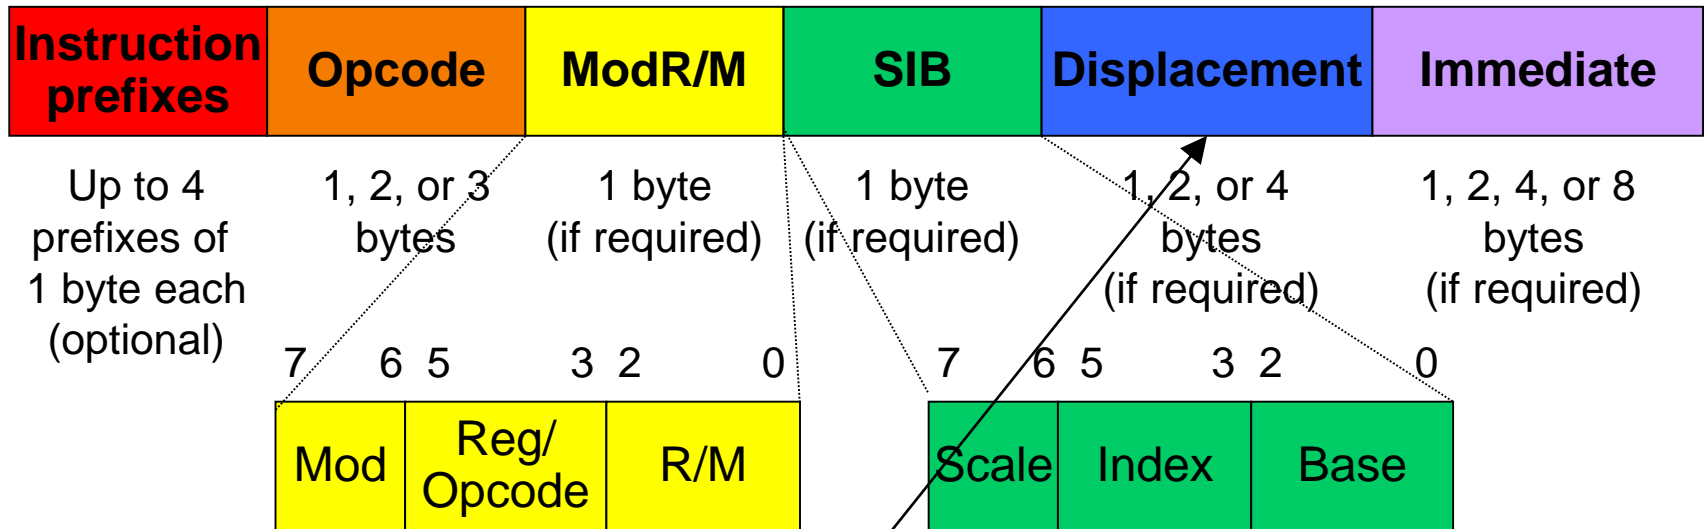 Instruction
prefixes
Opcode
ModR/M
SIB
Displacement
Immediate
Up to 4
prefixes of
1 byte each
(optional)
1, 2, or 3
bytes
1 byte
(if required)
1 byte
(if required)
1, 2, or 4
bytes
(if required)
1, 2, 4, or 8
bytes
(if required)
7 6 5 3 2 0
7 6 5 3 2 0
Mod
Reg/
Opcode
R/M
Scale
Index
Base